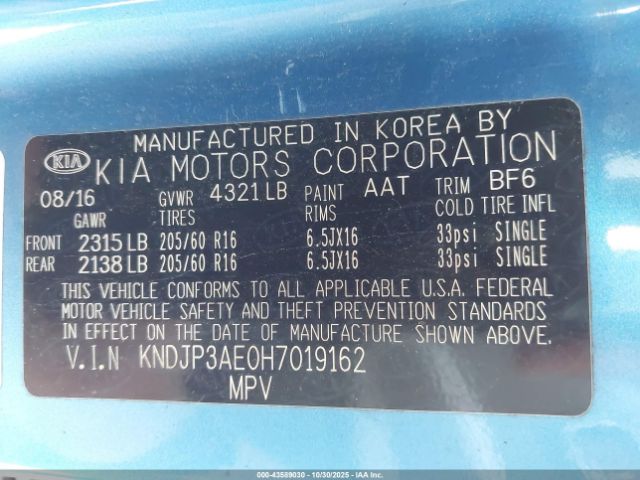 MANUFACTURED IN KOREA BY
KIA KIA MOTORS CORPORATION
08/16 GVWR 4321 LB PAINT AAT TRIM BF6
GAWR TIRES RIMS COLD TIRE INFL
FRONT 2315 LB 205/60 R16 6.5JX16 33psi SINGLE
REAR 2138 LB 205/60 R16 6.5JX16 33psi SINGLE
THIS VEHICLE CONFORMS TO ALL APPLICABLE U.S.A. FEDERAL
MOTOR VEHICLE SAFETY AND THEFT PREVENTION STANDARDS
IN EFFECT ON THE DATE OF MANUFACTURE SHOWN ABOVE.
V.I.N KNDJP3AE0H7019162
MPV
000-43589030 - 10/30/2025 - IAAI.COM